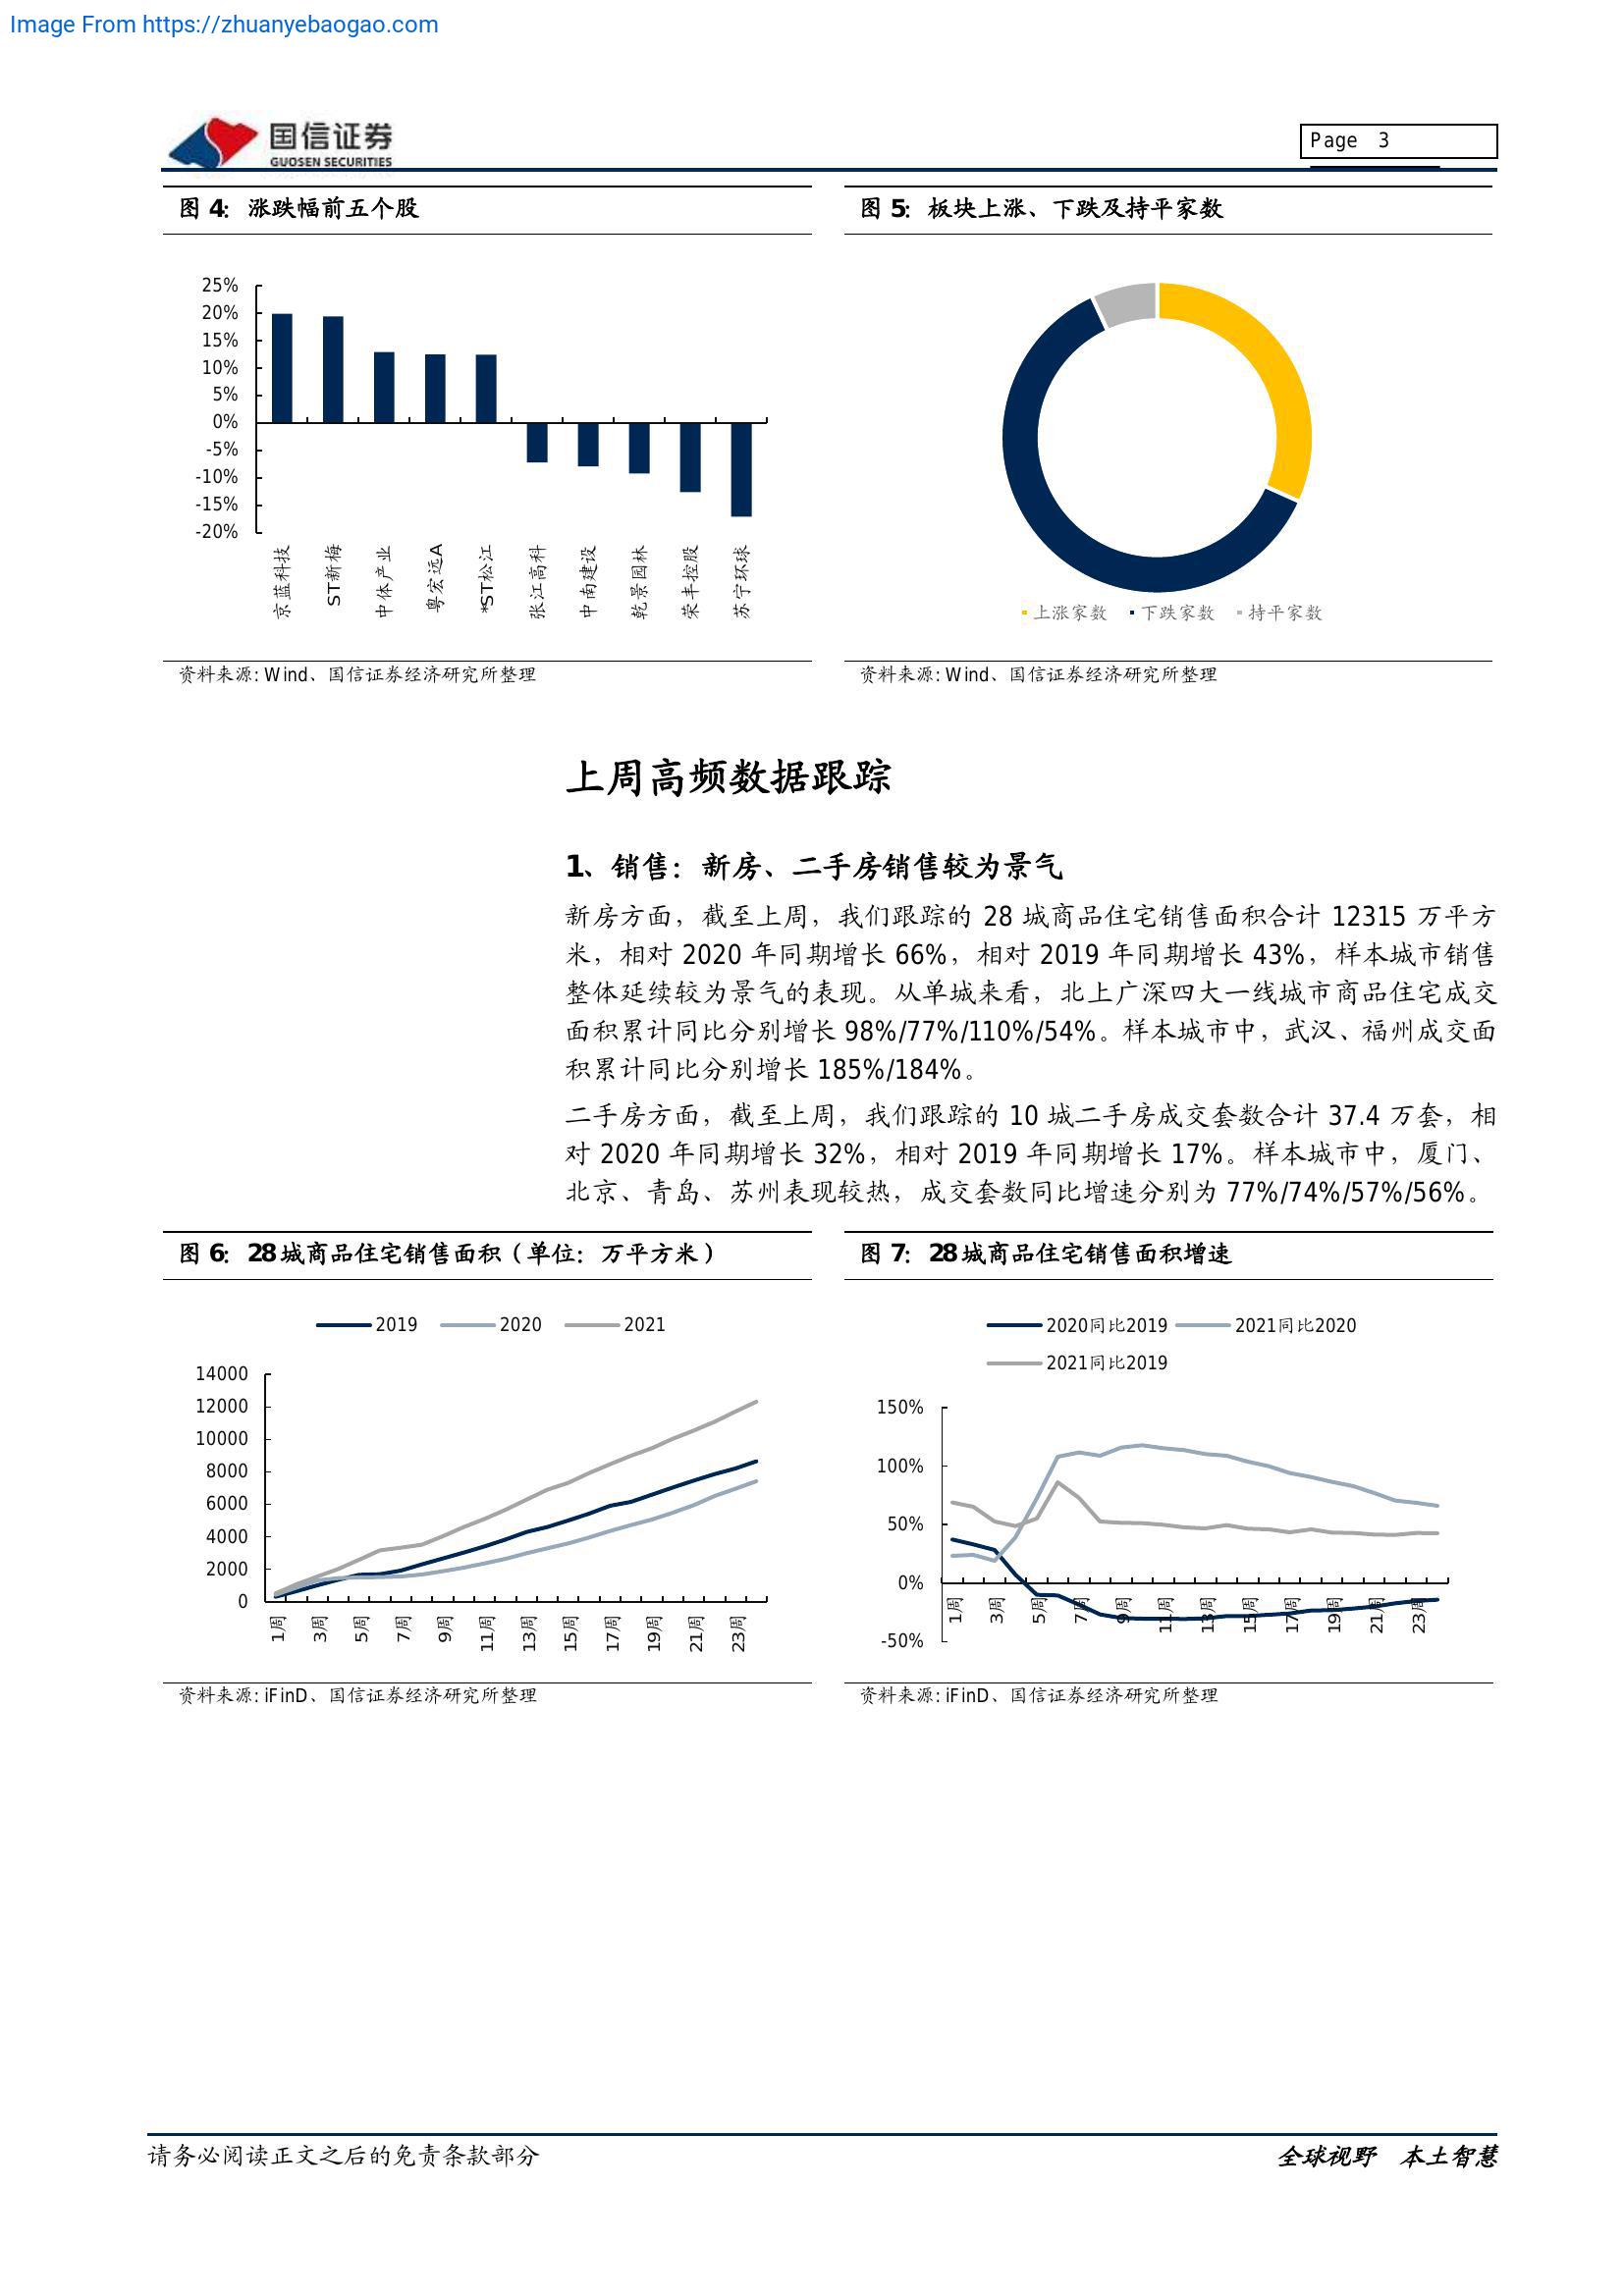 Image From https://zhuanyebaogao.com
国信证券
GUOSEN SECURITIES
Page 3
图 4：涨跌幅前五个股
25%
20%
15%
10%
5%
0%
-5%
-10%
-15%
-20%
京蓝科技
ST新梅
中体产业
粤宏远A
*ST松江
张江高科
中南建设
乾景园林
荣丰控股
苏宁环球
资料来源: Wind、国信证券经济研究所整理
图 5：板块上涨、下跌及持平家数
上涨家数 下跌家数 持平家数
资料来源: Wind、国信证券经济研究所整理
上周高频数据跟踪
1、销售：新房、二手房销售较为景气
新房方面，截至上周，我们跟踪的 28 城商品住宅销售面积合计 12315 万平方
米，相对 2020 年同期增长 66%，相对 2019 年同期增长 43%，样本城市销售
整体延续较为景气的表现。从单城来看，北上广深四大一线城市商品住宅成交
面积累计同比分别增长 98%/77%/110%/54%。样本城市中，武汉、福州成交面
积累计同比分别增长 185%/184%。
二手房方面，截至上周，我们跟踪的 10 城二手房成交套数合计 37.4 万套，相
对 2020 年同期增长 32%，相对 2019 年同期增长 17%。样本城市中，厦门、
北京、青岛、苏州表现较热，成交套数同比增速分别为 77%/74%/57%/56%。
图 6：28城商品住宅销售面积（单位：万平方米）
2019 2020 2021
14000
12000
10000
8000
6000
4000
2000
0
1周 3周 5周 7周 9周 11周 13周 15周 17周 19周 21周 23周
资料来源: iFinD、国信证券经济研究所整理
图 7：28城商品住宅销售面积增速
2020同比2019 2021同比2020
2021同比2019
150%
100%
50%
0%
-50%
1周 3周 5周 7周 9周 11周 13周 15周 17周 19周 21周 23周
资料来源: iFinD、国信证券经济研究所整理
请务必阅读正文之后的免责条款部分
全球视野 本土智慧